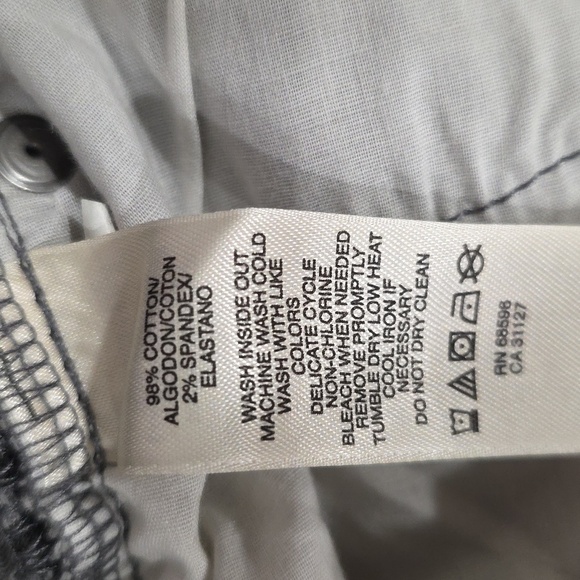 98% COTTON/
ALGODON/COTON
2% SPANDEX/
ELASTANO
WASH INSIDE OUT
MACHINE WASH COLD
WASH WITH LIKE
COLORS
DELICATE CYCLE
NON-CHLORINE
BLEACH WHEN NEEDED
REMOVE PROMPTLY
TUMBLE DRY LOW HEAT
COOL IRON IF
NECESSARY
DO NOT DRY CLEAN
RN 68596
CA 31127